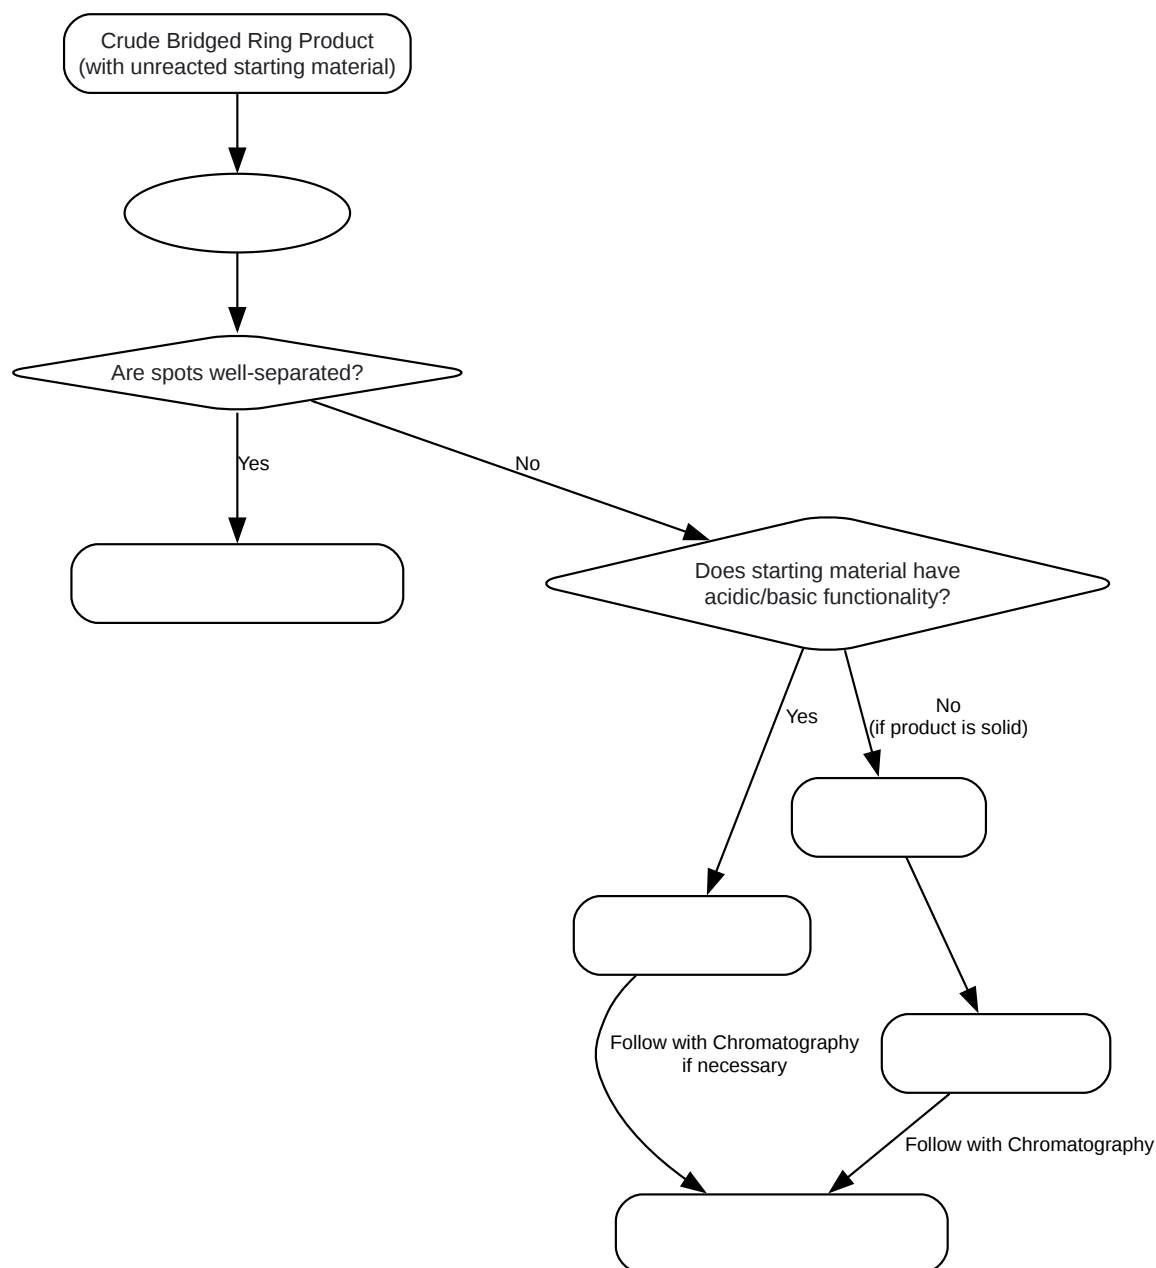 Crude Bridged Ring Product
(with unreacted starting material)
Are spots well-separated?
Yes
No
Does starting material have
acidic/basic functionality?
Yes
No
(if product is solid)
Follow with Chromatography
if necessary
Follow with Chromatography